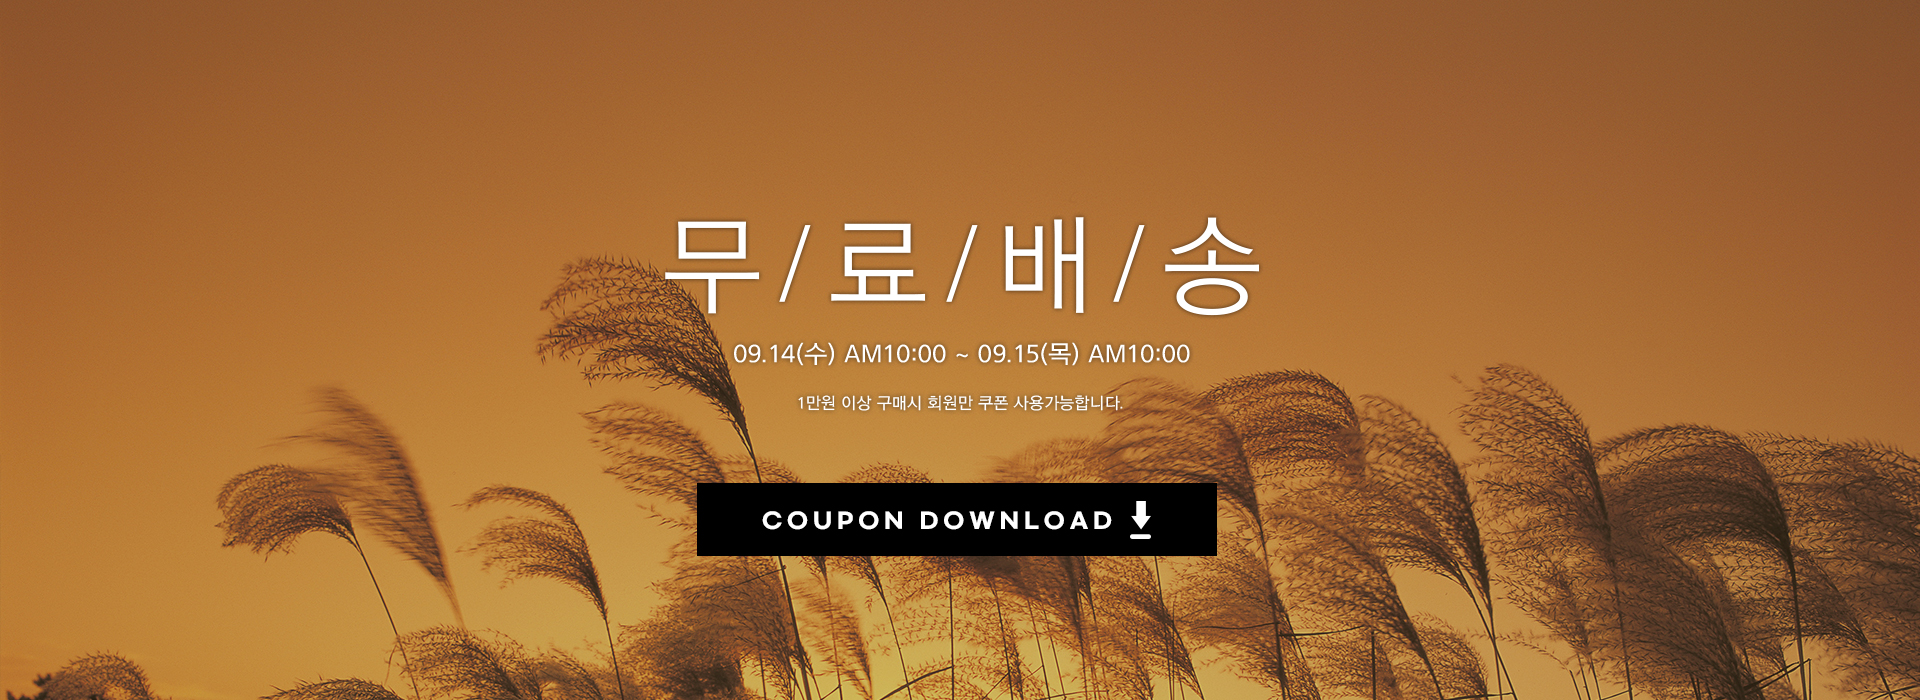 무/료/배/송
09.14(수) AM10:00 ~ 09.15(목) AM10:00
1만원 이상 구매시 회원만 쿠폰 사용가능합니다.
COUPON DOWNLOAD